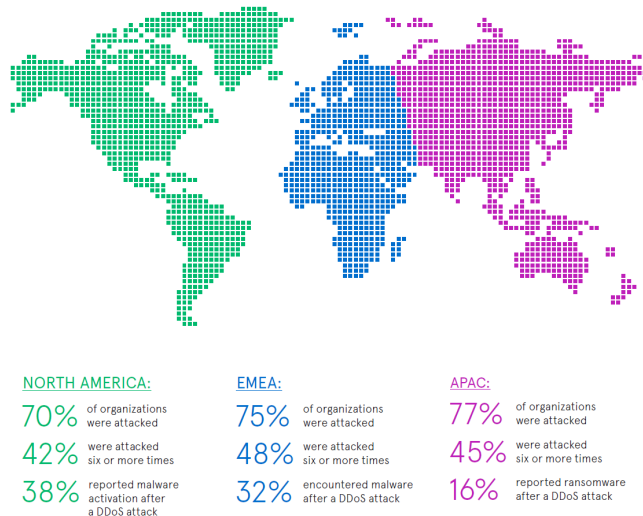 NORTH AMERICA:
70% of organizations
were attacked
42% were attacked
six or more times
38% reported malware
activation after
a DDoS attack
EMEA:
75% of organizations
were attacked
48% were attacked
six or more times
32% encountered malware
after a DDoS attack
APAC:
77% of organizations
were attacked
45% were attacked
six or more times
16% reported ransomware
after a DDoS attack